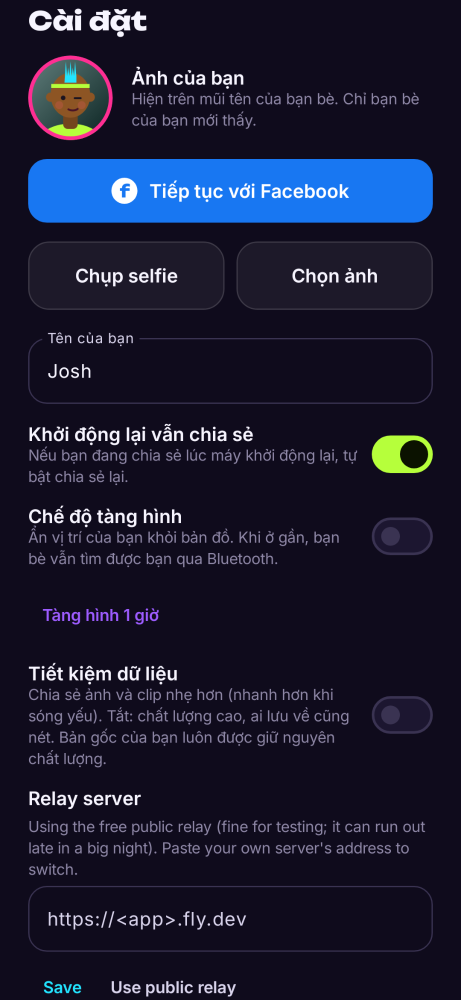 Cài đặt
Ảnh của bạn
Hiện trên mũi tên của bạn bè. Chỉ bạn bè
của bạn mới thấy.
Tiếp tục với Facebook
Chụp selfie
Chọn ảnh
Tên của bạn
Josh
Khởi động lại vẫn chia sẻ
Nếu bạn đang chia sẻ lúc máy khởi động lại, tự
bật chia sẻ lại.
Chế độ tàng hình
Ẩn vị trí của bạn khỏi bản đồ. Khi ở gần, bạn
bè vẫn tìm được bạn qua Bluetooth.
Tàng hình 1 giờ
Tiết kiệm dữ liệu
Chia sẻ ảnh và clip nhẹ hơn (nhanh hơn khi
sóng yếu). Tắt: chất lượng cao, ai lưu về cũng
nét. Bản gốc của bạn luôn được giữ nguyên
chất lượng.
Relay server
Using the free public relay (fine for testing; it can run out
late in a big night). Paste your own server's address to
switch.
https://<app>.fly.dev
Save
Use public relay